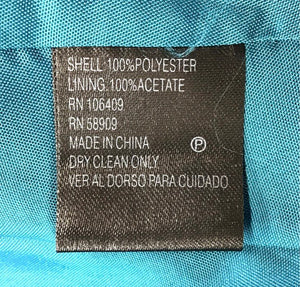 SHELL:100%POLYESTER
LINING:100%ACETATE
RN 106409
RN 58909
MADE IN CHINA
DRY CLEAN ONLY Ⓟ
VER AL DORSO PARA CUIDADO